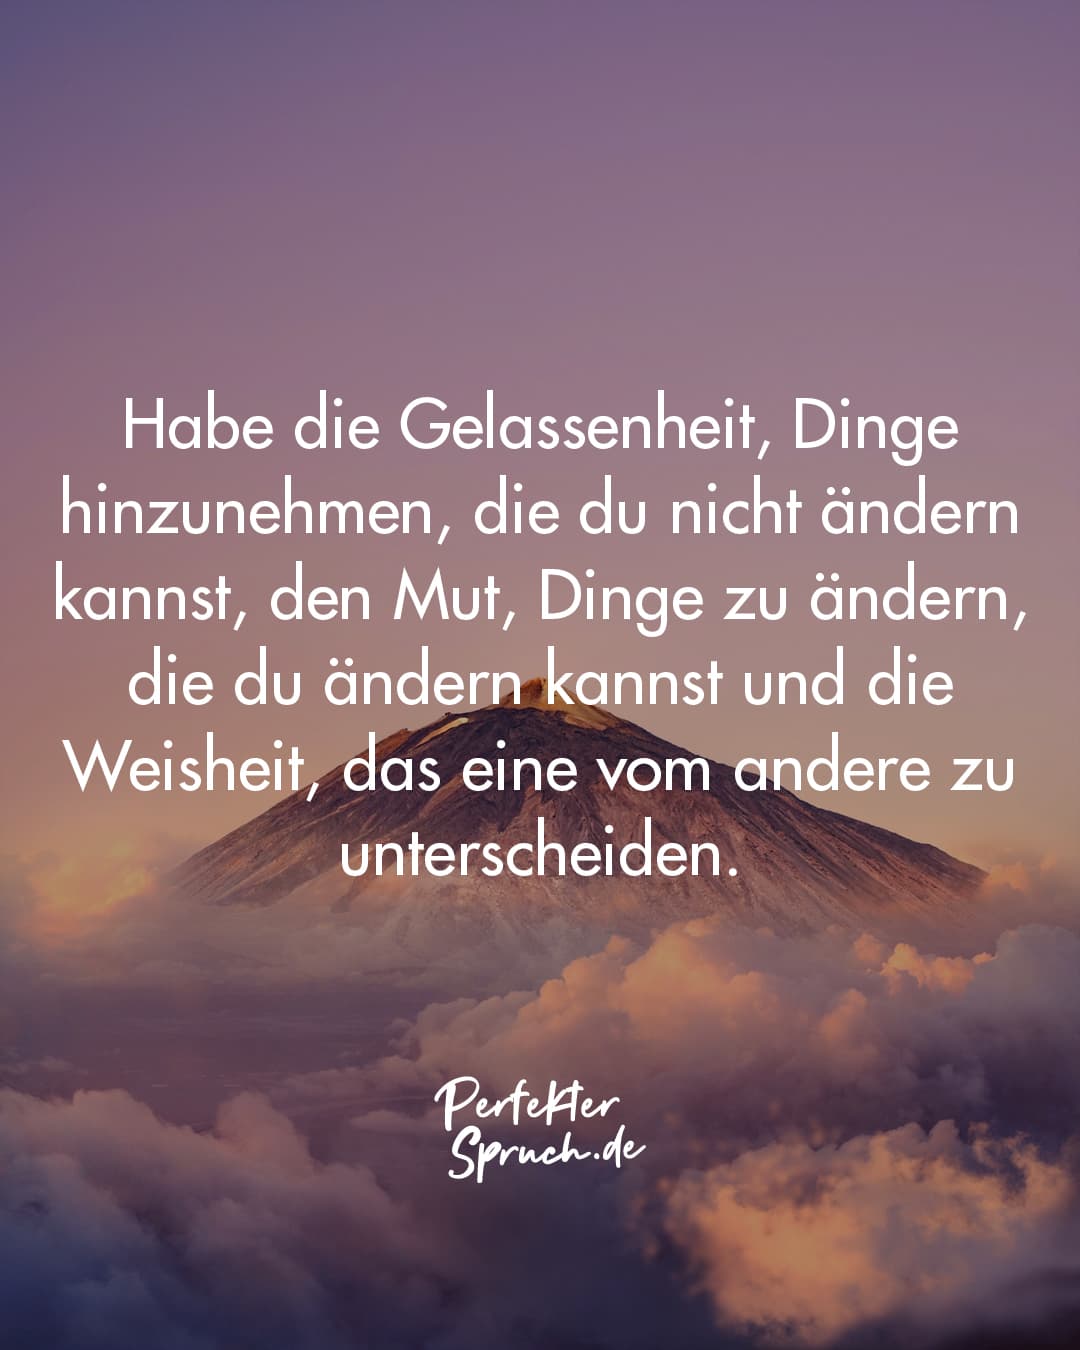 Habe die Gelassenheit, Dinge
hinzunehmen, die du nicht ändern
kannst, den Mut, Dinge zu ändern,
die du ändern kannst und die
Weisheit, das eine vom andere zu
unterscheiden.
Perfekter
Spruch.de